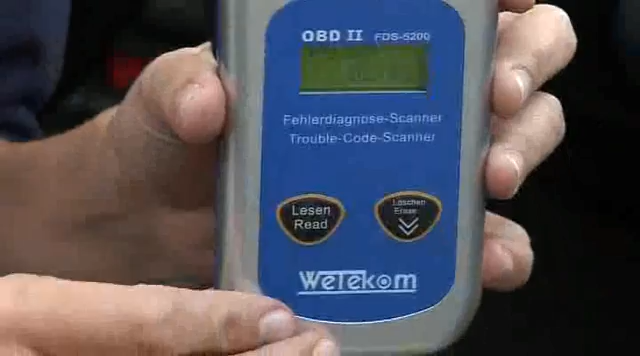 OBD II FDS-5200
Fehlerdiagnose-Scanner
Trouble-Code-Scanner
Lesen
Read
Löschen
Erase
WeTekom